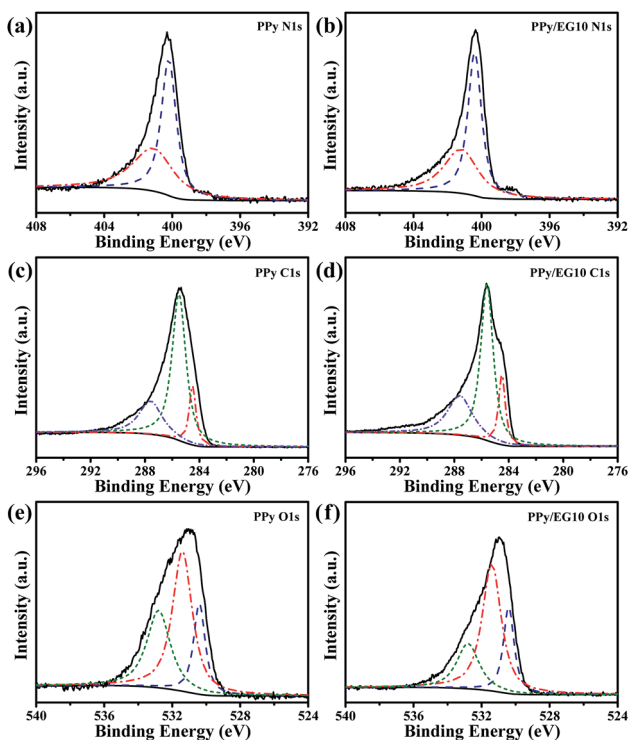 (a) PPy N1s
Intensity (a.u.)
408 404 400 396 392
Binding Energy (eV)
(b) PPy/EG10 N1s
Intensity (a.u.)
408 404 400 396 392
Binding Energy (eV)
(c) PPy C1s
Intensity (a.u.)
296 292 288 284 280 276
Binding Energy (eV)
(d) PPy/EG10 C1s
Intensity (a.u.)
296 292 288 284 280 276
Binding Energy (eV)
(e) PPy O1s
Intensity (a.u.)
540 536 532 528 524
Binding Energy (eV)
(f) PPy/EG10 O1s
Intensity (a.u.)
540 536 532 528 524
Binding Energy (eV)